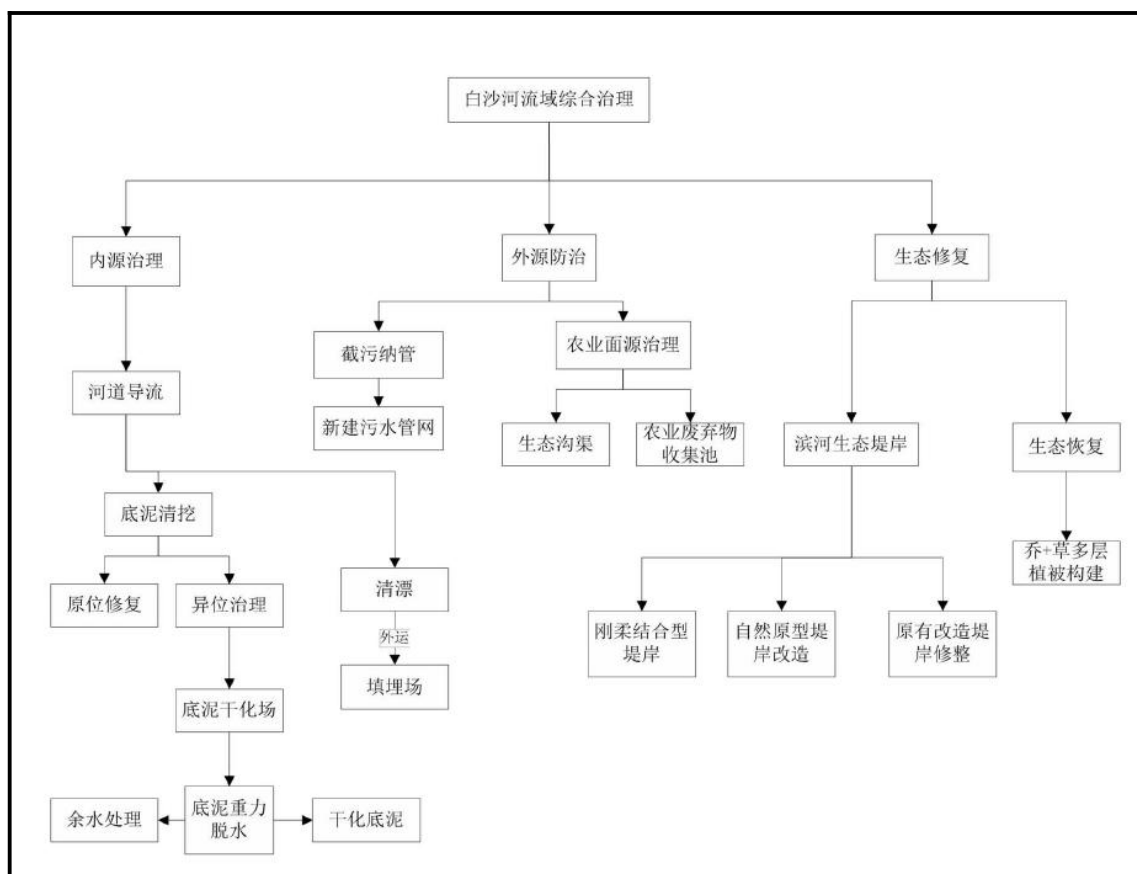 白沙河流域综合治理
内源治理
外源防治
生态修复
截污纳管
农业面源治理
河道导流
新建污水管网
生态沟渠
农业废弃物
收集池
滨河生态堤岸
生态恢复
底泥清挖
乔+草多层
植被构建
原位修复
异位治理
清漂
外运
刚柔结合型
堤岸
自然原型堤
岸改造
原有改造堤
岸修整
填埋场
底泥干化场
余水处理
底泥重力
脱水
干化底泥